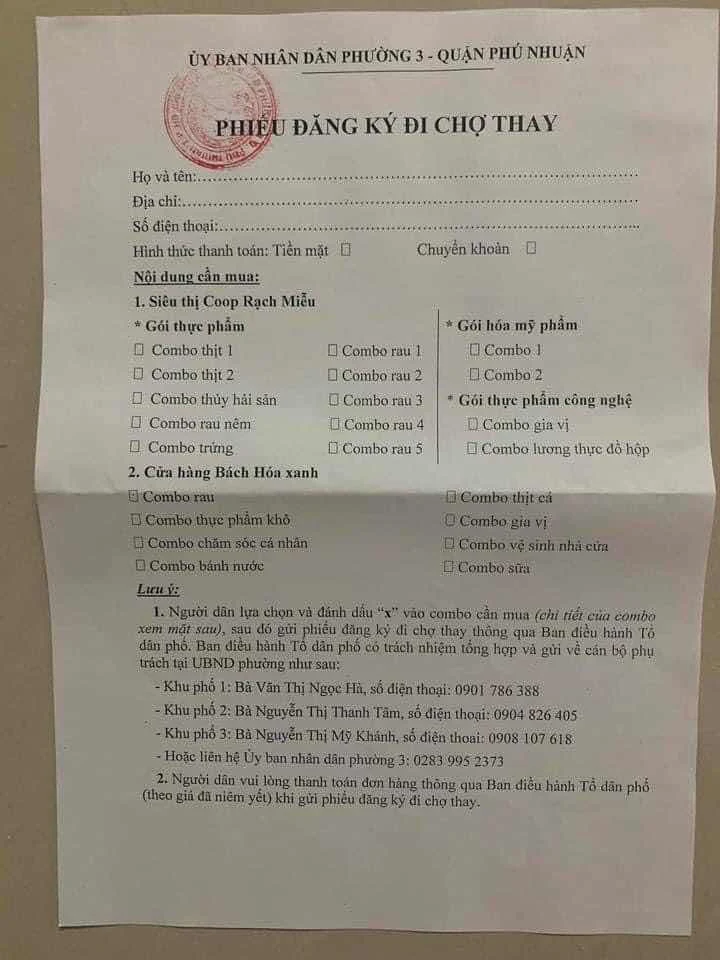 ỦY BAN NHÂN DÂN PHƯỜNG 3 - QUẬN PHÚ NHUẬN
PHIẾU ĐĂNG KÝ ĐI CHỢ THAY
Họ và tên:
Địa chỉ:
Số điện thoại:
Hình thức thanh toán: Tiền mặt ☐ Chuyển khoản ☐
Nội dung cần mua:
1. Siêu thị Coop Rạch Miễu
* Gói thực phẩm
☐ Combo thịt 1 ☐ Combo rau 1
☐ Combo thịt 2 ☐ Combo rau 2
☐ Combo thủy hải sản ☐ Combo rau 3
☐ Combo rau nêm ☐ Combo rau 4
☐ Combo trứng ☐ Combo rau 5
* Gói hóa mỹ phẩm
☐ Combo 1
☐ Combo 2
* Gói thực phẩm công nghệ
☐ Combo gia vị
☐ Combo lương thực đồ hộp
2. Cửa hàng Bách Hóa xanh
☐ Combo rau ☐ Combo thịt cá
☐ Combo thực phẩm khô ☐ Combo gia vị
☐ Combo chăm sóc cá nhân ☐ Combo vệ sinh nhà cửa
☐ Combo bánh nước ☐ Combo sữa
Lưu ý:
1. Người dân lựa chọn và đánh dấu “x” vào combo cần mua (chi tiết của combo
xem mặt sau), sau đó gửi phiếu đăng ký đi chợ thay thông qua Ban điều hành Tổ
dân phố. Ban điều hành Tổ dân phố có trách nhiệm tổng hợp và gửi về cán bộ phụ
trách tại UBND phường như sau:
- Khu phố 1: Bà Văn Thị Ngọc Hà, số điện thoại: 0901 786 388
- Khu phố 2: Bà Nguyễn Thị Thanh Tâm, số điện thoại: 0904 826 405
- Khu phố 3: Bà Nguyễn Thị Mỹ Khánh, số điện thoại: 0908 107 618
- Hoặc liên hệ Ủy ban nhân dân phường 3: 0283 995 2373
2. Người dân vui lòng thanh toán đơn hàng thông qua Ban điều hành Tổ dân phố
(theo giá đã niêm yết) khi gửi phiếu đăng ký đi chợ thay.